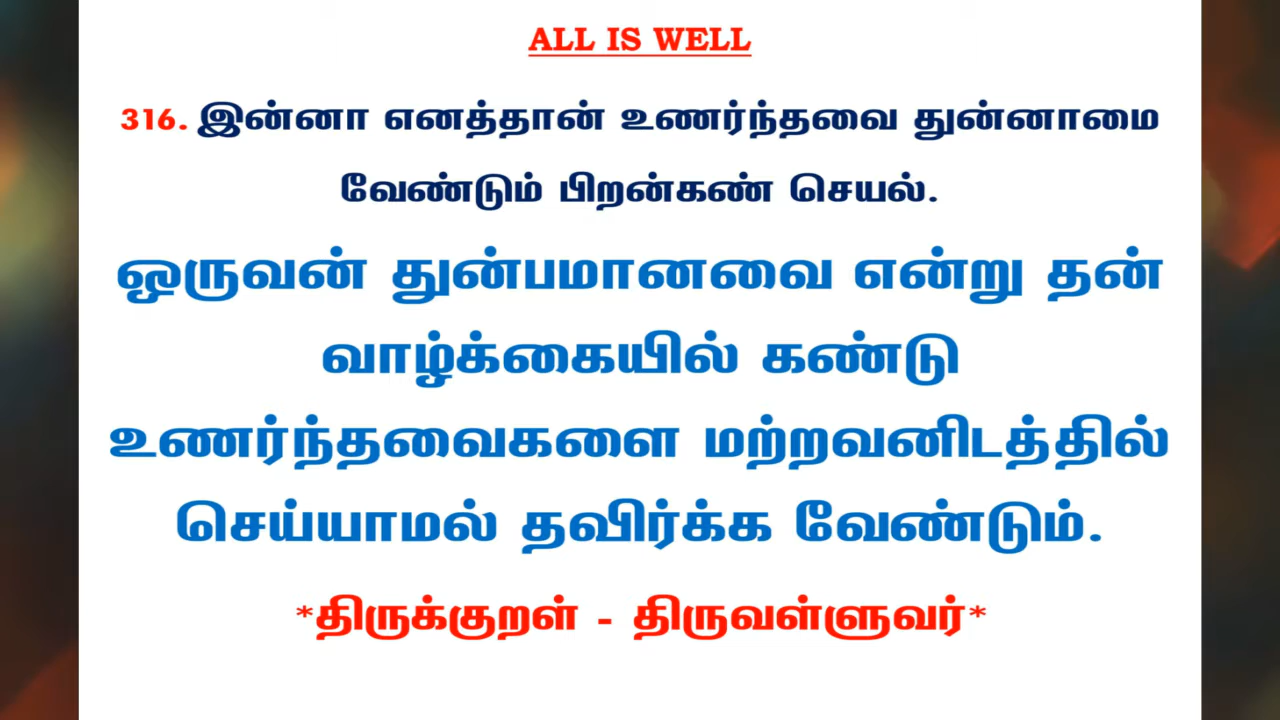 ALL IS WELL
316. இன்னா எனத்தான் உணர்ந்தவை துன்னாமை
வேண்டும் பிறன்கண் செயல்.
ஒருவன் துன்பமானவை என்று தன்
வாழ்க்கையில் கண்டு
உணர்ந்தவைகளை மற்றவனிடத்தில்
செய்யாமல் தவிர்க்க வேண்டும்.
*திருக்குறள் - திருவள்ளுவர்*